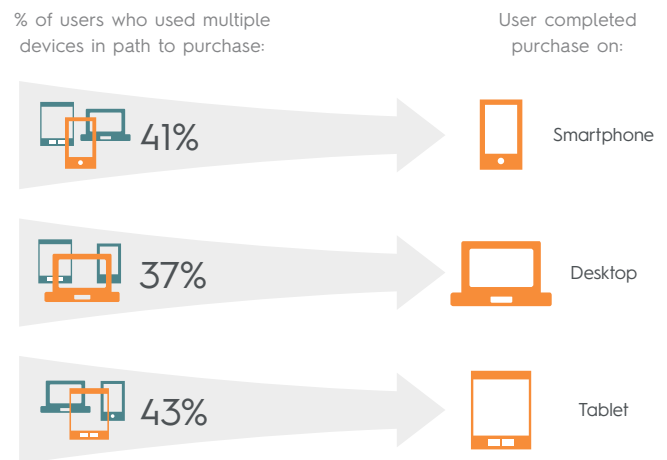 % of users who used multiple
devices in path to purchase:
User completed
purchase on:
41%
Smartphone
37%
Desktop
43%
Tablet